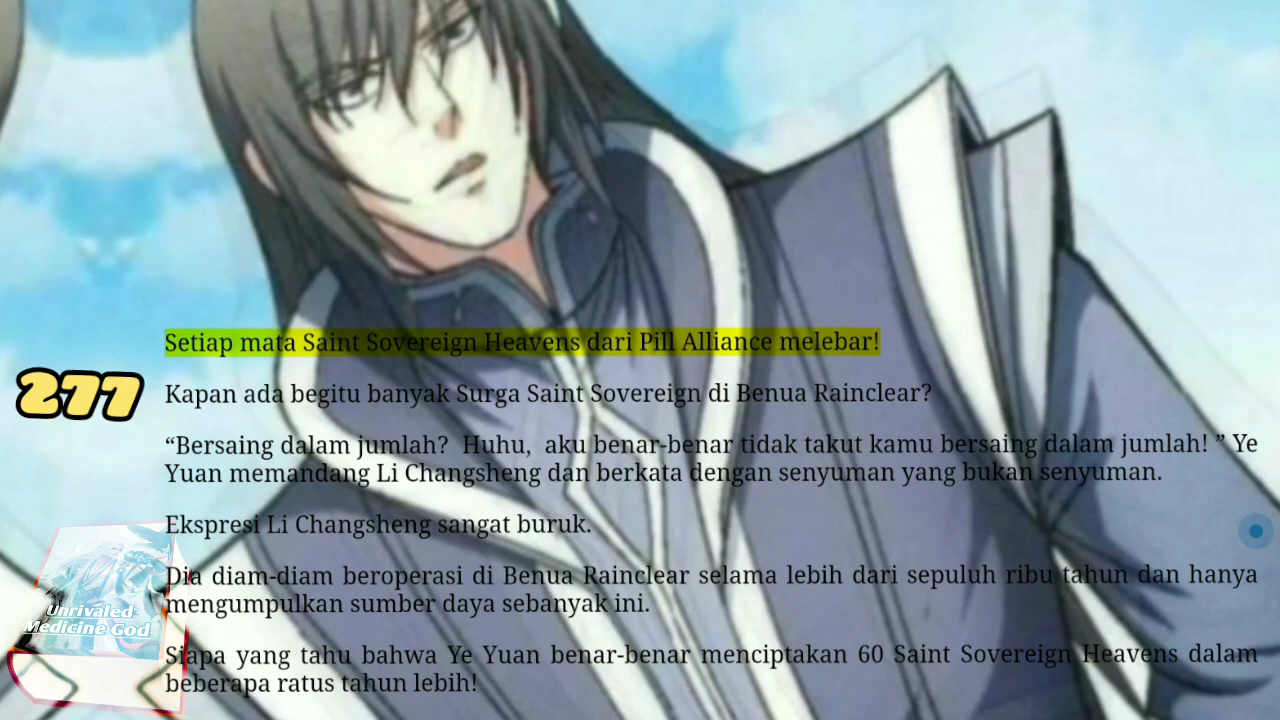 Setiap mata Saint Sovereign Heavens dari Pill Alliance melebar!
277
Kapan ada begitu banyak Surga Saint Sovereign di Benua Rainclear?
“Bersaing dalam jumlah?  Huhu,  aku benar-benar tidak takut kamu bersaing dalam jumlah! ” Ye
Yuan memandang Li Changsheng dan berkata dengan senyuman yang bukan senyuman.
Ekspresi Li Changsheng sangat buruk.
Dia diam-diam beroperasi di Benua Rainclear selama lebih dari sepuluh ribu tahun dan hanya
mengumpulkan sumber daya sebanyak ini.
Unrivaled
Medicine God
Siapa yang tahu bahwa Ye Yuan benar-benar menciptakan 60 Saint Sovereign Heavens dalam
beberapa ratus tahun lebih!